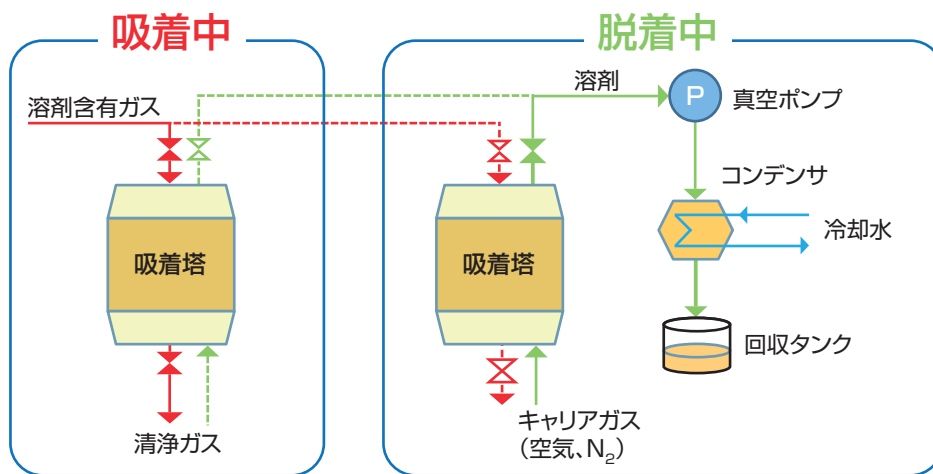 吸着中
脱着中
溶剤含有ガス
溶剤
P
真空ポンプ
コンデンサ
冷却水
吸着塔
吸着塔
回収タンク
清浄ガス
キャリアガス
(空気、N₂)